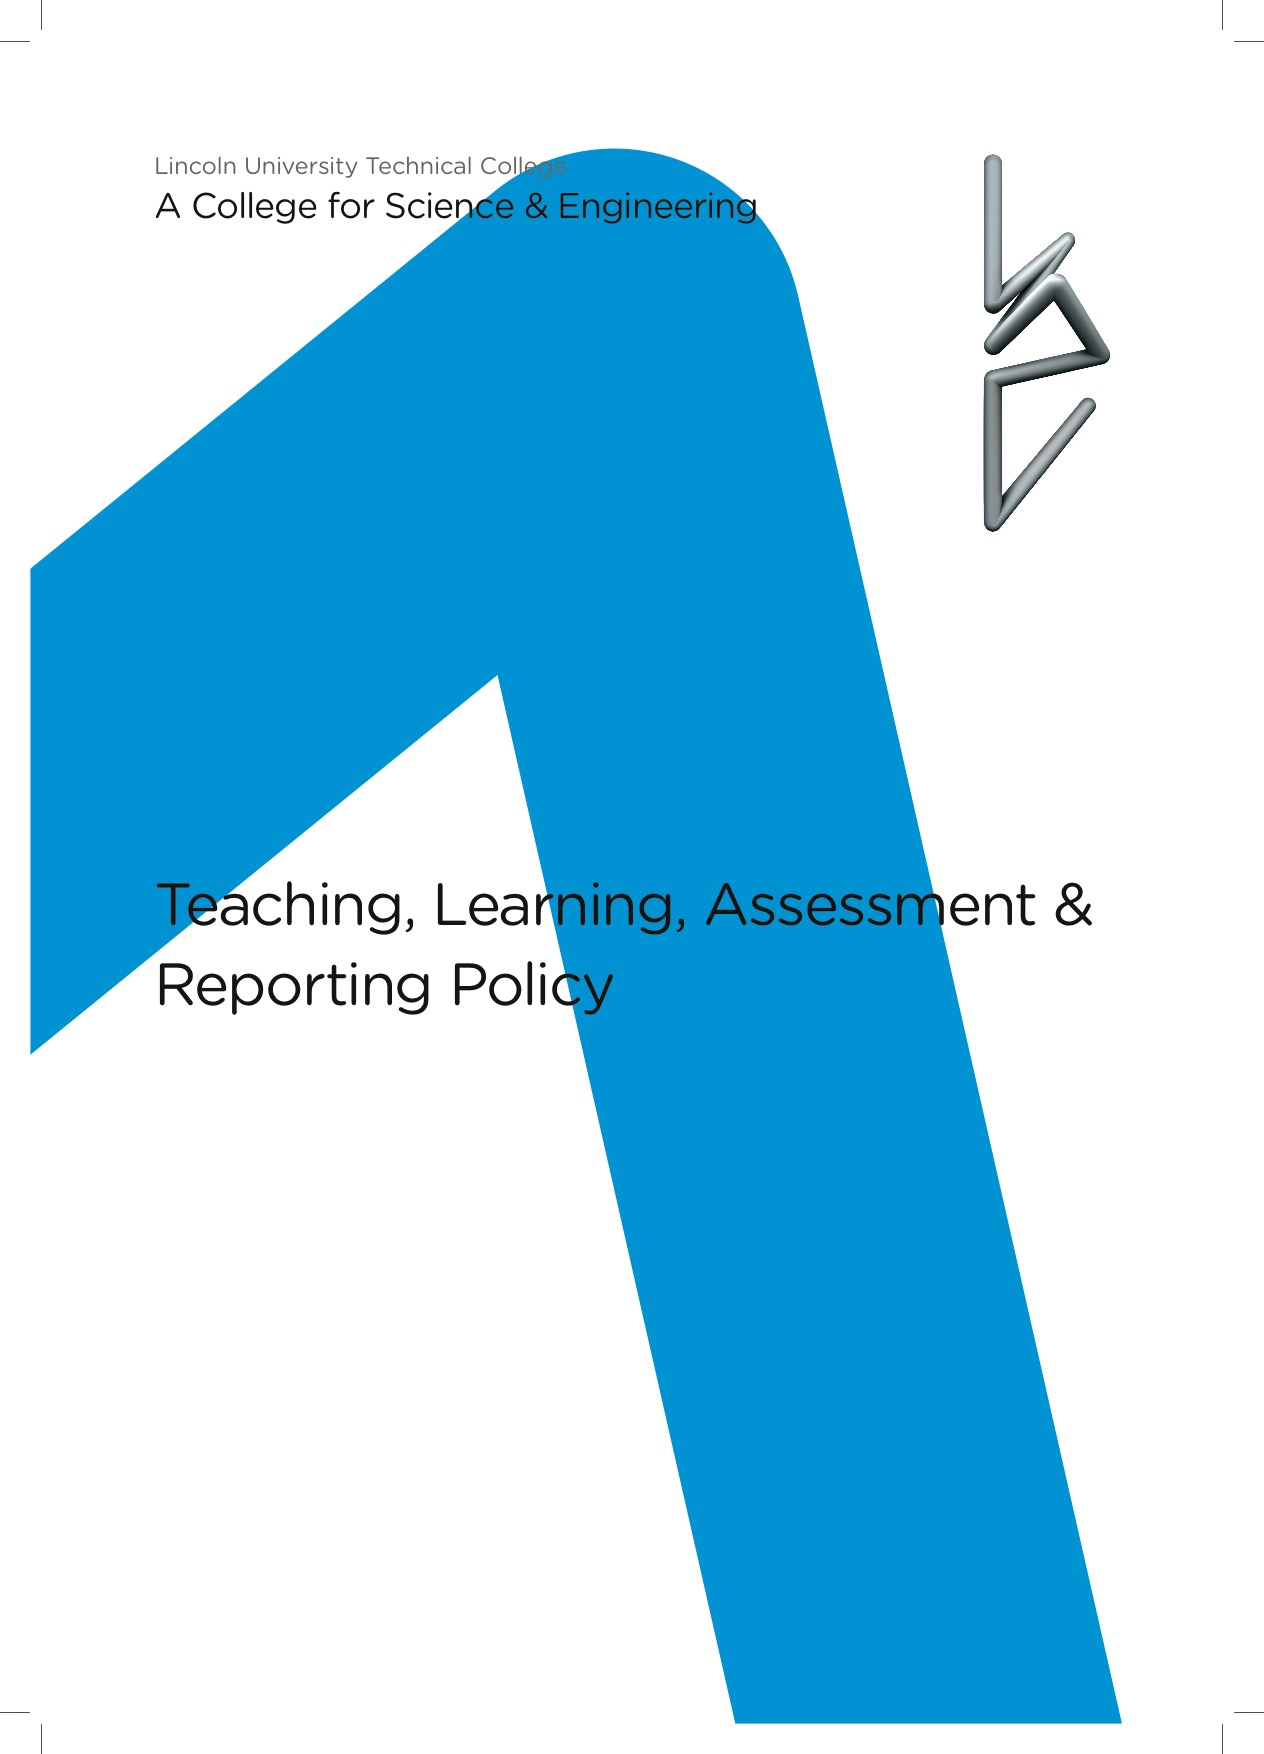 Lincoln University Technical College
A College for Science & Engineering
Teaching, Learning, Assessment &
Reporting Policy